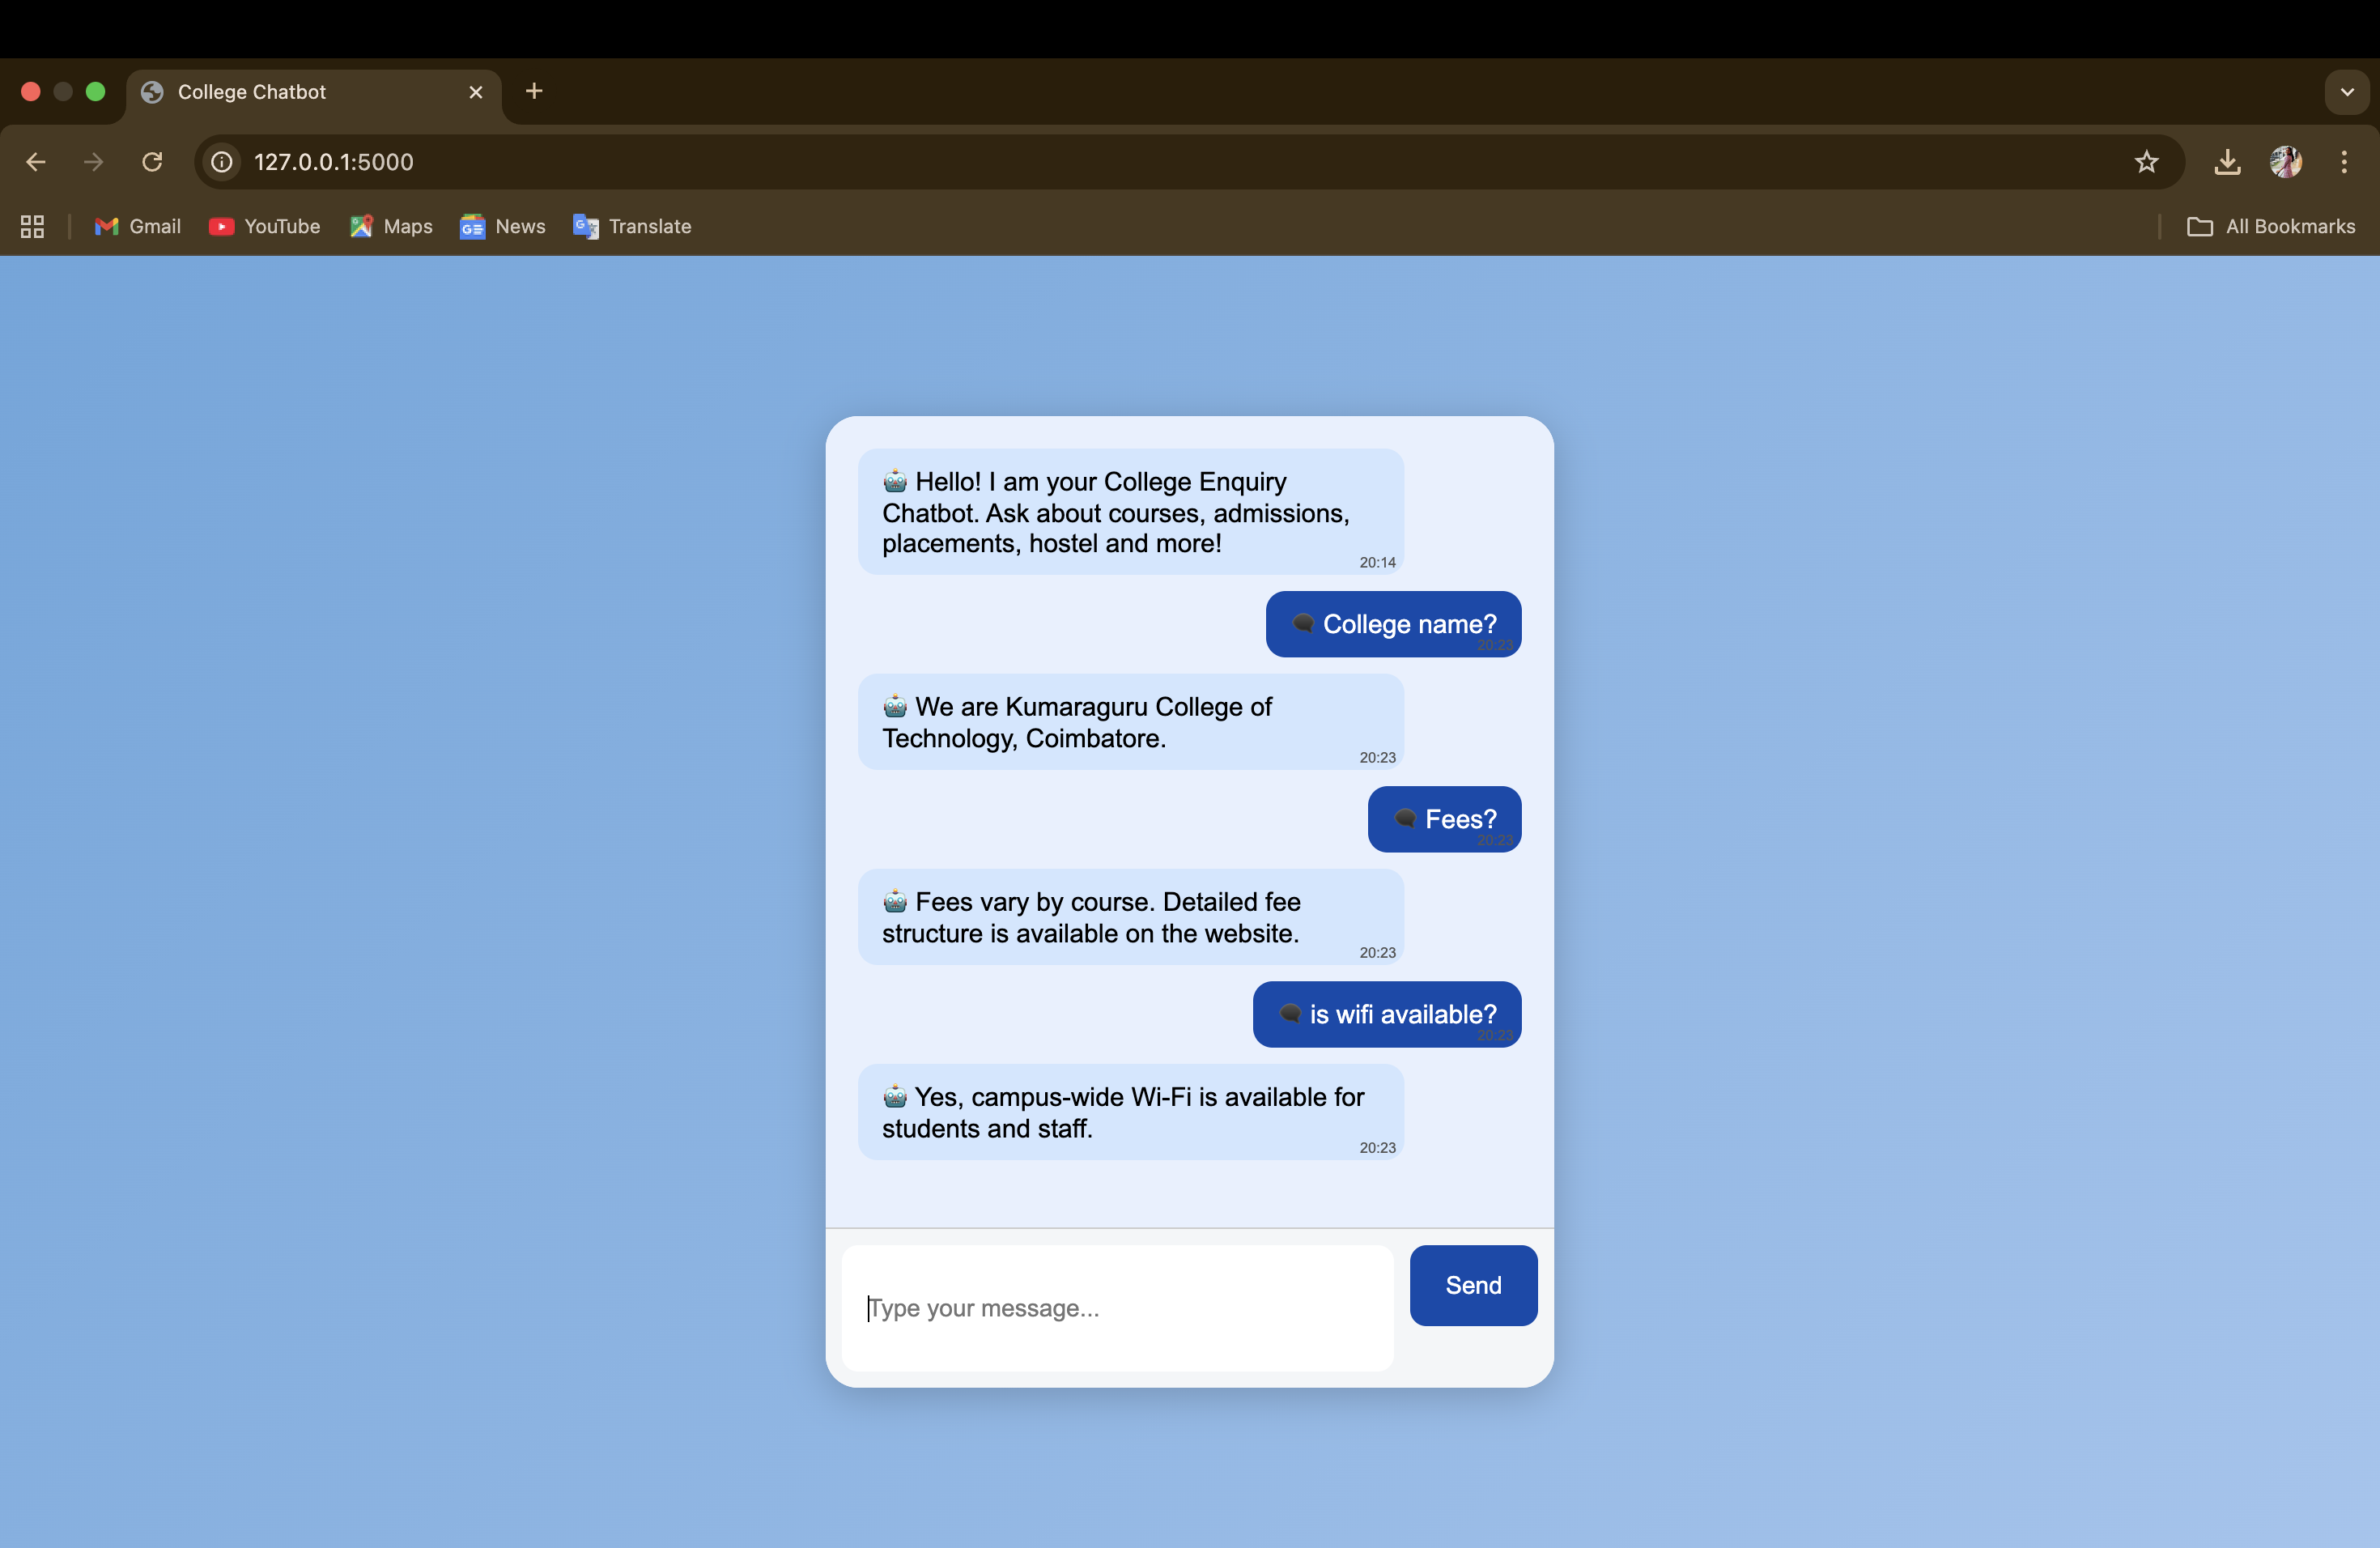 College Chatbot
127.0.0.1:5000
Gmail
YouTube
Maps
News
Translate
All Bookmarks
🤖 Hello! I am your College Enquiry
Chatbot. Ask about courses, admissions,
placements, hostel and more!
20:14
🗨 College name?
20:23
🤖 We are Kumaraguru College of
Technology, Coimbatore.
20:23
🗨 Fees?
20:23
🤖 Fees vary by course. Detailed fee
structure is available on the website.
20:23
🗨 is wifi available?
20:23
🤖 Yes, campus-wide Wi-Fi is available for
students and staff.
20:23
Type your message...
Send